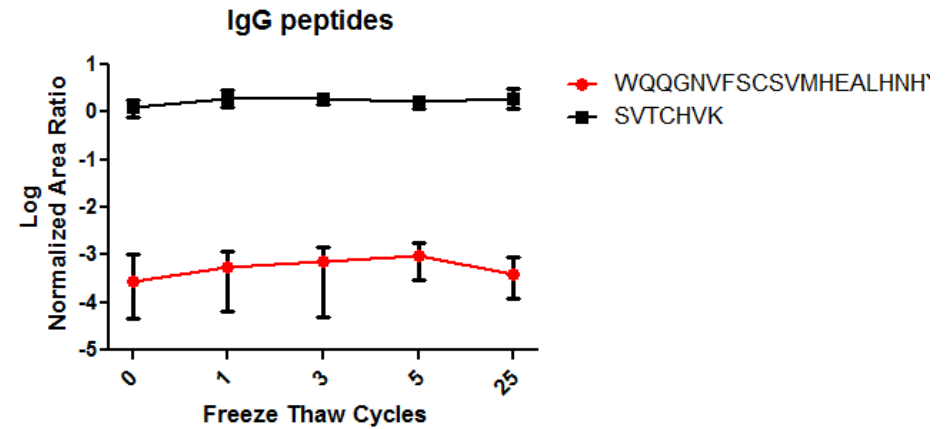 IgG peptides
Log
Normalized Area Ratio
1
0
-1
-2
-3
-4
-5
0
1
3
5
25
Freeze Thaw Cycles
WQQGNVFSCSVMHEALHNHY
SVTCHVK